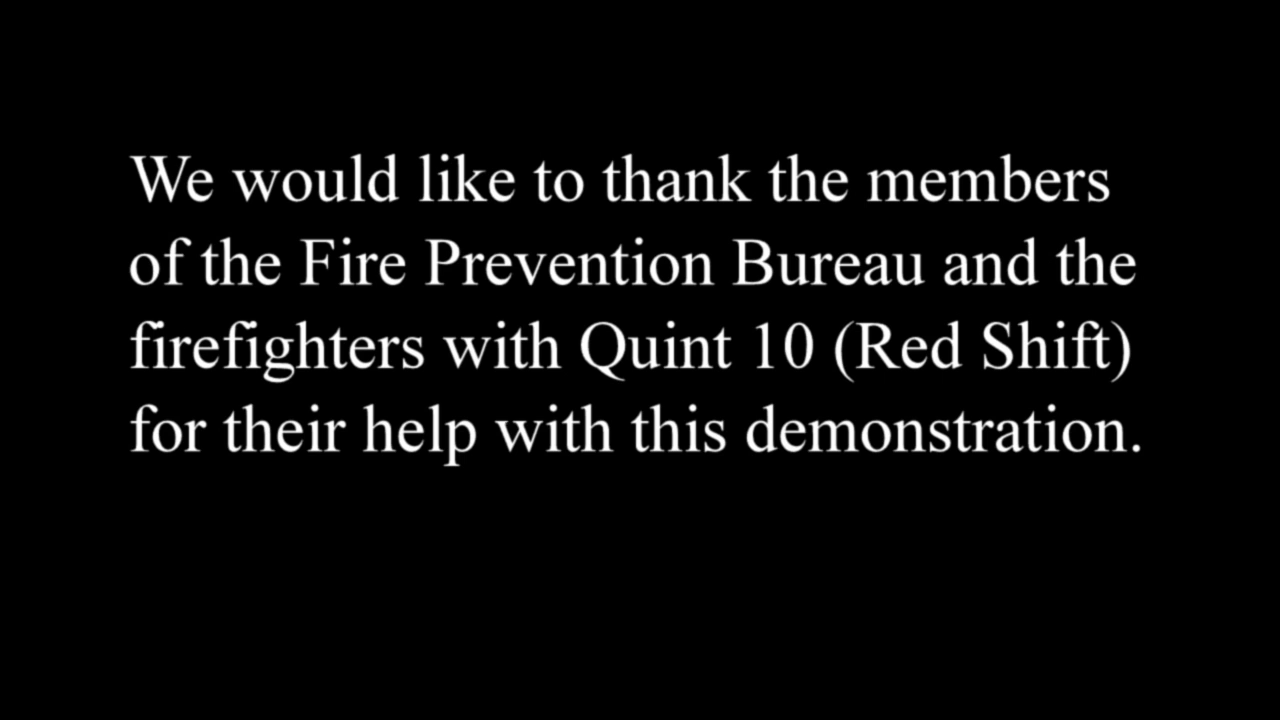 We would like to thank the members
of the Fire Prevention Bureau and the
firefighters with Quint 10 (Red Shift)
for their help with this demonstration.